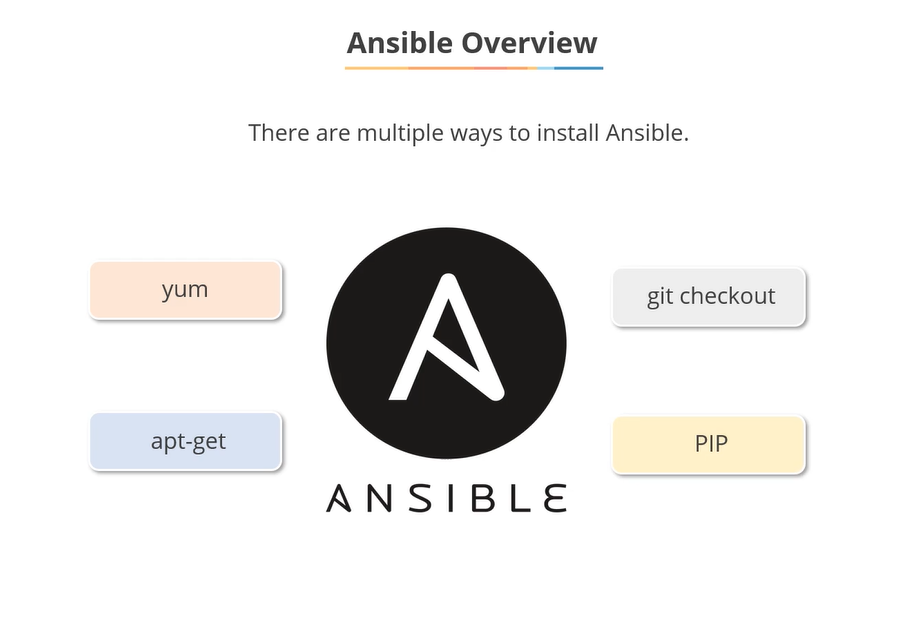 Ansible Overview
There are multiple ways to install Ansible.
yum
git checkout
apt-get
PIP
ANSIBLE